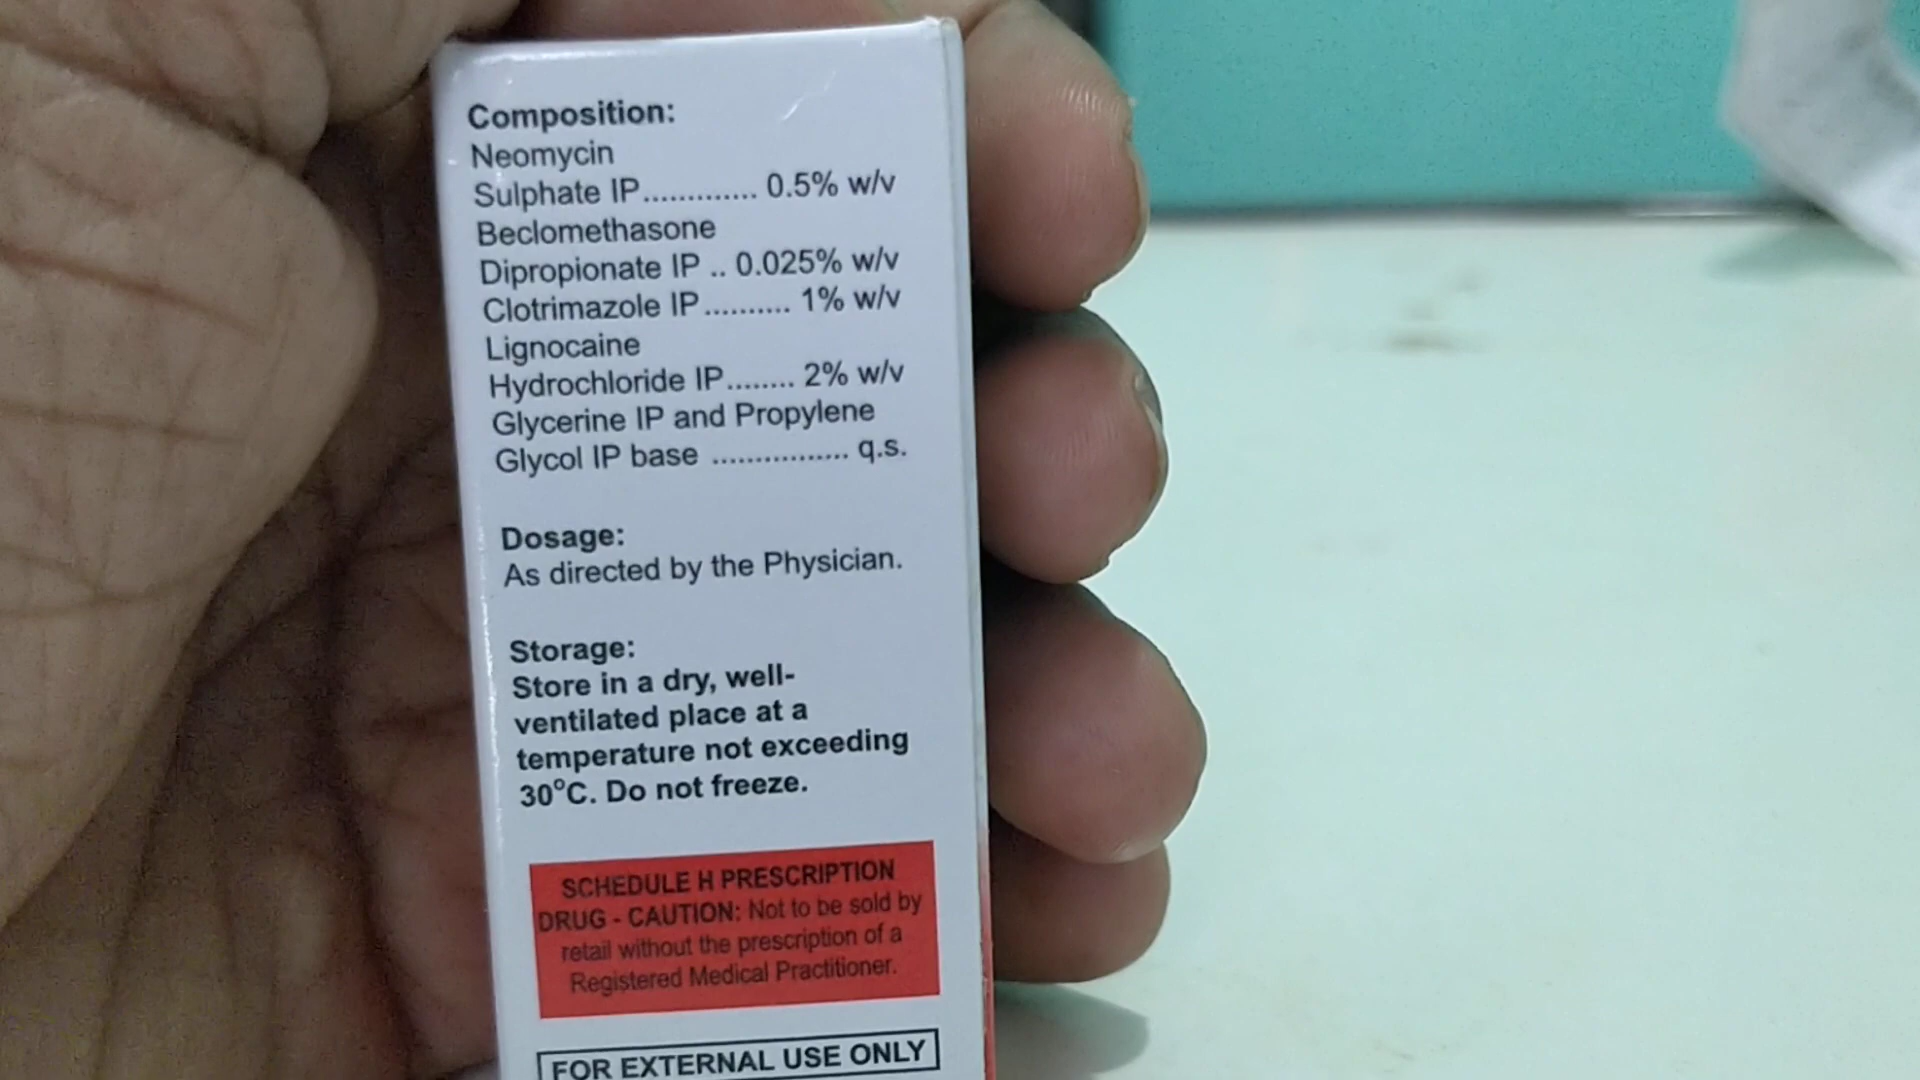 Composition:
Neomycin
Sulphate IP............. 0.5% w/v
Beclomethasone
Dipropionate IP .. 0.025% w/v
Clotrimazole IP.......... 1% w/v
Lignocaine
Hydrochloride IP........ 2% w/v
Glycerine IP and Propylene
Glycol IP base ................ q.s.
Dosage:
As directed by the Physician.
Storage:
Store in a dry, well-
ventilated place at a
temperature not exceeding
30°C. Do not freeze.
SCHEDULE H PRESCRIPTION
DRUG - CAUTION: Not to be sold by
retail without the prescription of a
Registered Medical Practitioner.
FOR EXTERNAL USE ONLY